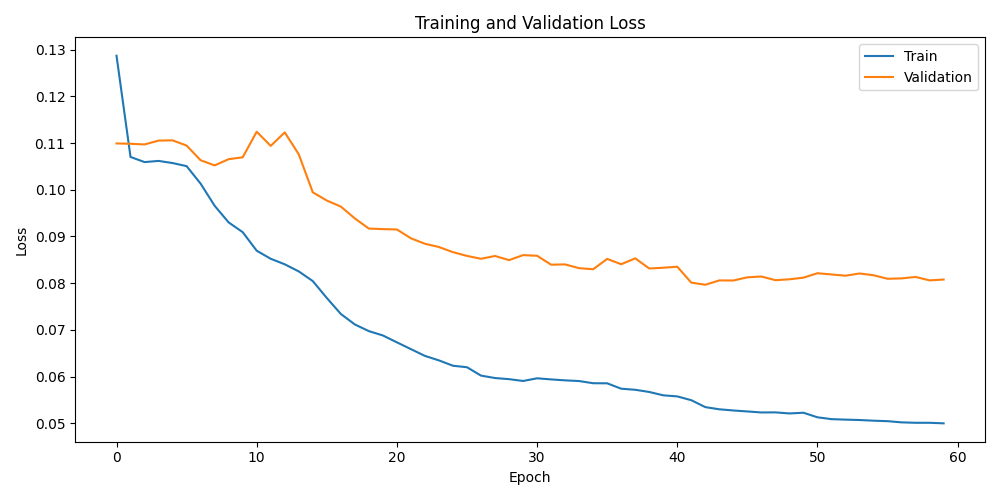 Training and Validation Loss
Train
Validation
0.13
0.12
0.11
0.10
0.09
0.08
0.07
0.06
0.05
Loss
0 10 20 30 40 50 60
Epoch